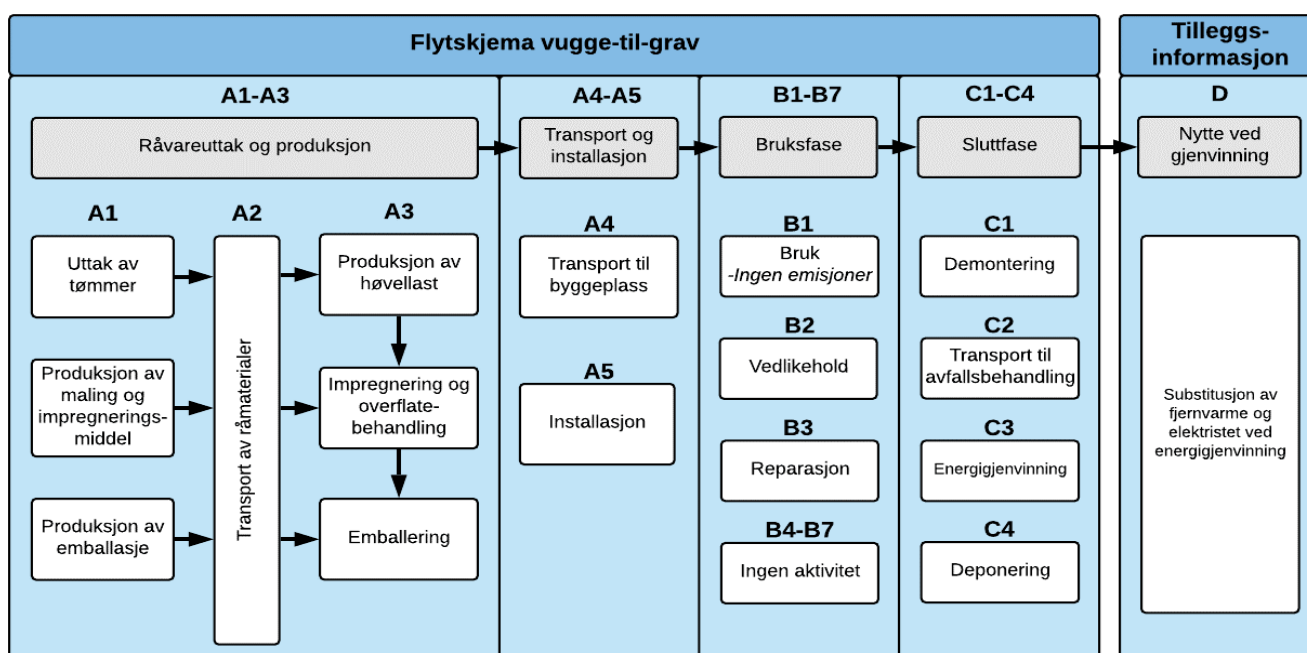 Flytskjema vugge-til-grav
Tilleggs-
informasjon
A1-A3
A4-A5
B1-B7
C1-C4
D
Råvareuttak og produksjon
Transport og
installasjon
Bruksfase
Sluttfase
Nytte ved
gjenvinning
A1
A2
A3
Uttak av
tømmer
Produksjon av
maling og
impregnerings-
middel
Produksjon av
emballasje
Transport av råmaterialer
Produksjon av
høvellast
Impregnering og
overflate-
behandling
Emballering
A4
Transport til
byggeplass
A5
Installasjon
B1
Bruk
-Ingen emisjoner
B2
Vedlikehold
B3
Reparasjon
B4-B7
Ingen aktivitet
C1
Demontering
C2
Transport til
avfallsbehandling
C3
Energigjenvinning
C4
Deponering
Substitusjon av
fjernvarme og
elektristet ved
energigjenvinning